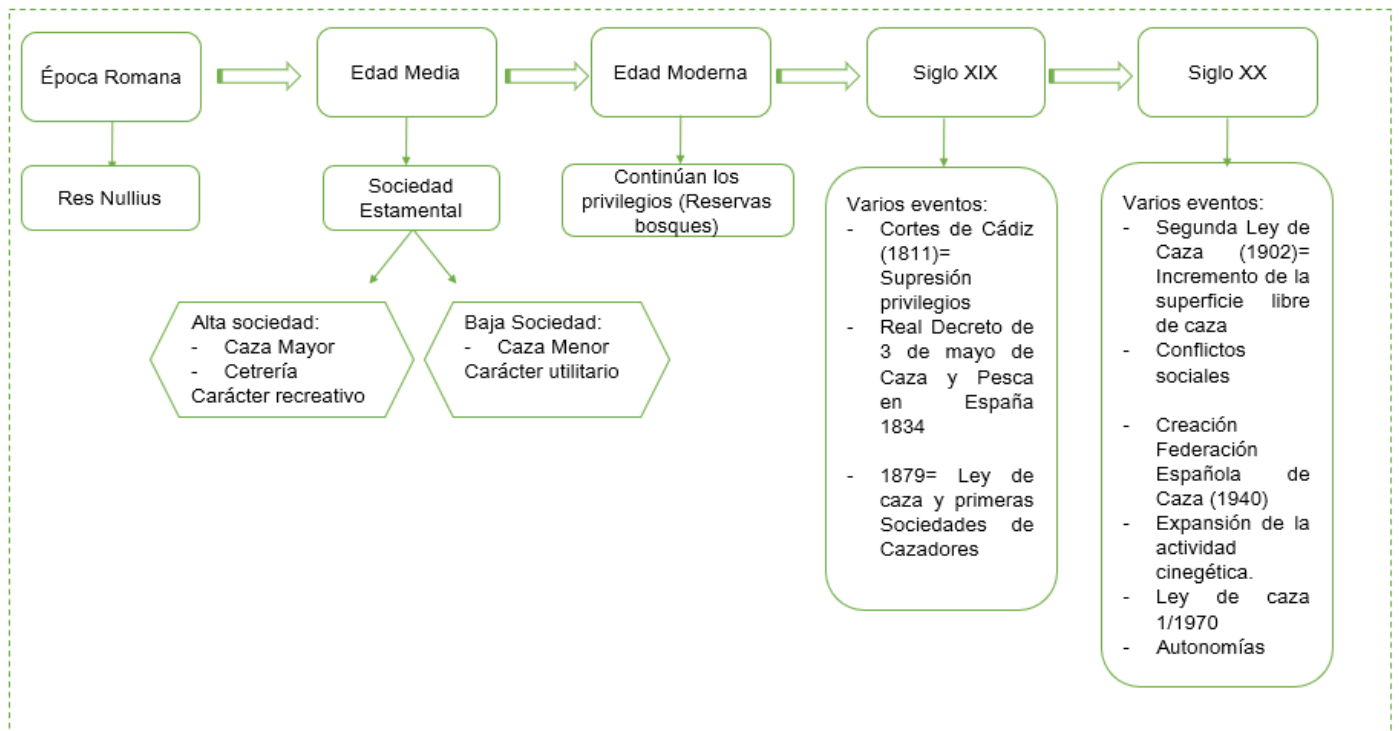 Época Romana
Edad Media
Edad Moderna
Siglo XIX
Siglo XX
Res Nullius
Sociedad
Estamental
Continúan los
privilegios (Reservas
bosques)
Alta sociedad:
- Caza Mayor
- Cetrería
Carácter recreativo
Baja Sociedad:
- Caza Menor
Carácter utilitario
Varios eventos:
- Cortes de Cádiz
(1811)=
Supresión
privilegios
- Real Decreto de
3 de mayo de
Caza y Pesca
en España
1834
- 1879= Ley de
caza y primeras
Sociedades de
Cazadores
Varios eventos:
- Segunda Ley de
Caza (1902)=
Incremento de la
superficie libre
de caza
- Conflictos
sociales
- Creación
Federación
Española de
Caza (1940)
- Expansión de la
actividad
cinegética.
- Ley de caza
1/1970
- Autonomías